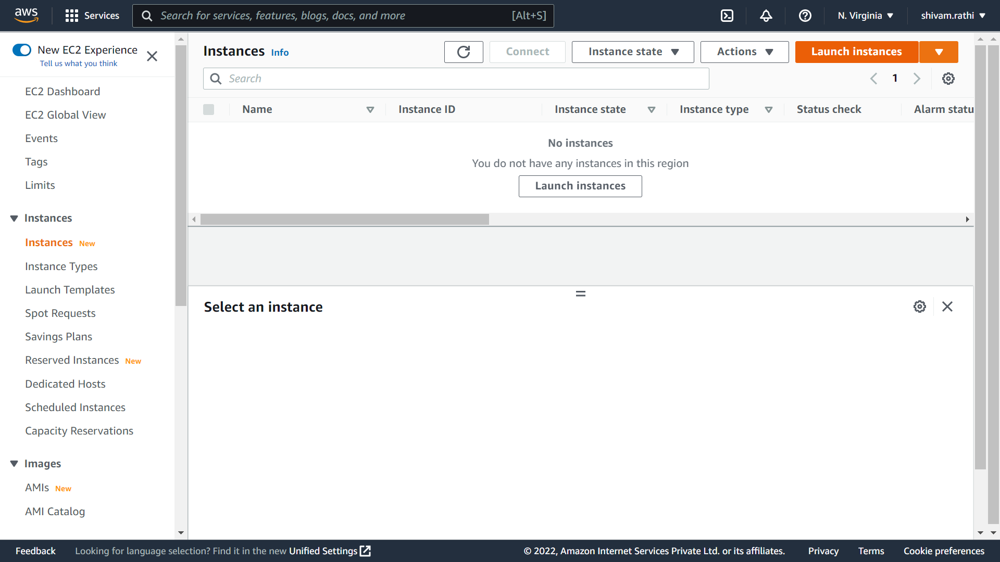 aws
Services
Search for services, features, blogs, docs, and more
[Alt+S]
N. Virginia
shivam.rathi
New EC2 Experience
Tell us what you think
EC2 Dashboard
EC2 Global View
Events
Tags
Limits
Instances
Instances New
Instance Types
Launch Templates
Spot Requests
Savings Plans
Reserved Instances New
Dedicated Hosts
Scheduled Instances
Capacity Reservations
Images
AMIs New
AMI Catalog
Instances Info
Connect
Instance state
Actions
Launch instances
Search
1
Name
Instance ID
Instance state
Instance type
Status check
Alarm statu
No instances
You do not have any instances in this region
Launch instances
Select an instance
Feedback
Looking for language selection? Find it in the new Unified Settings
© 2022, Amazon Internet Services Private Ltd. or its affiliates.
Privacy
Terms
Cookie preferences